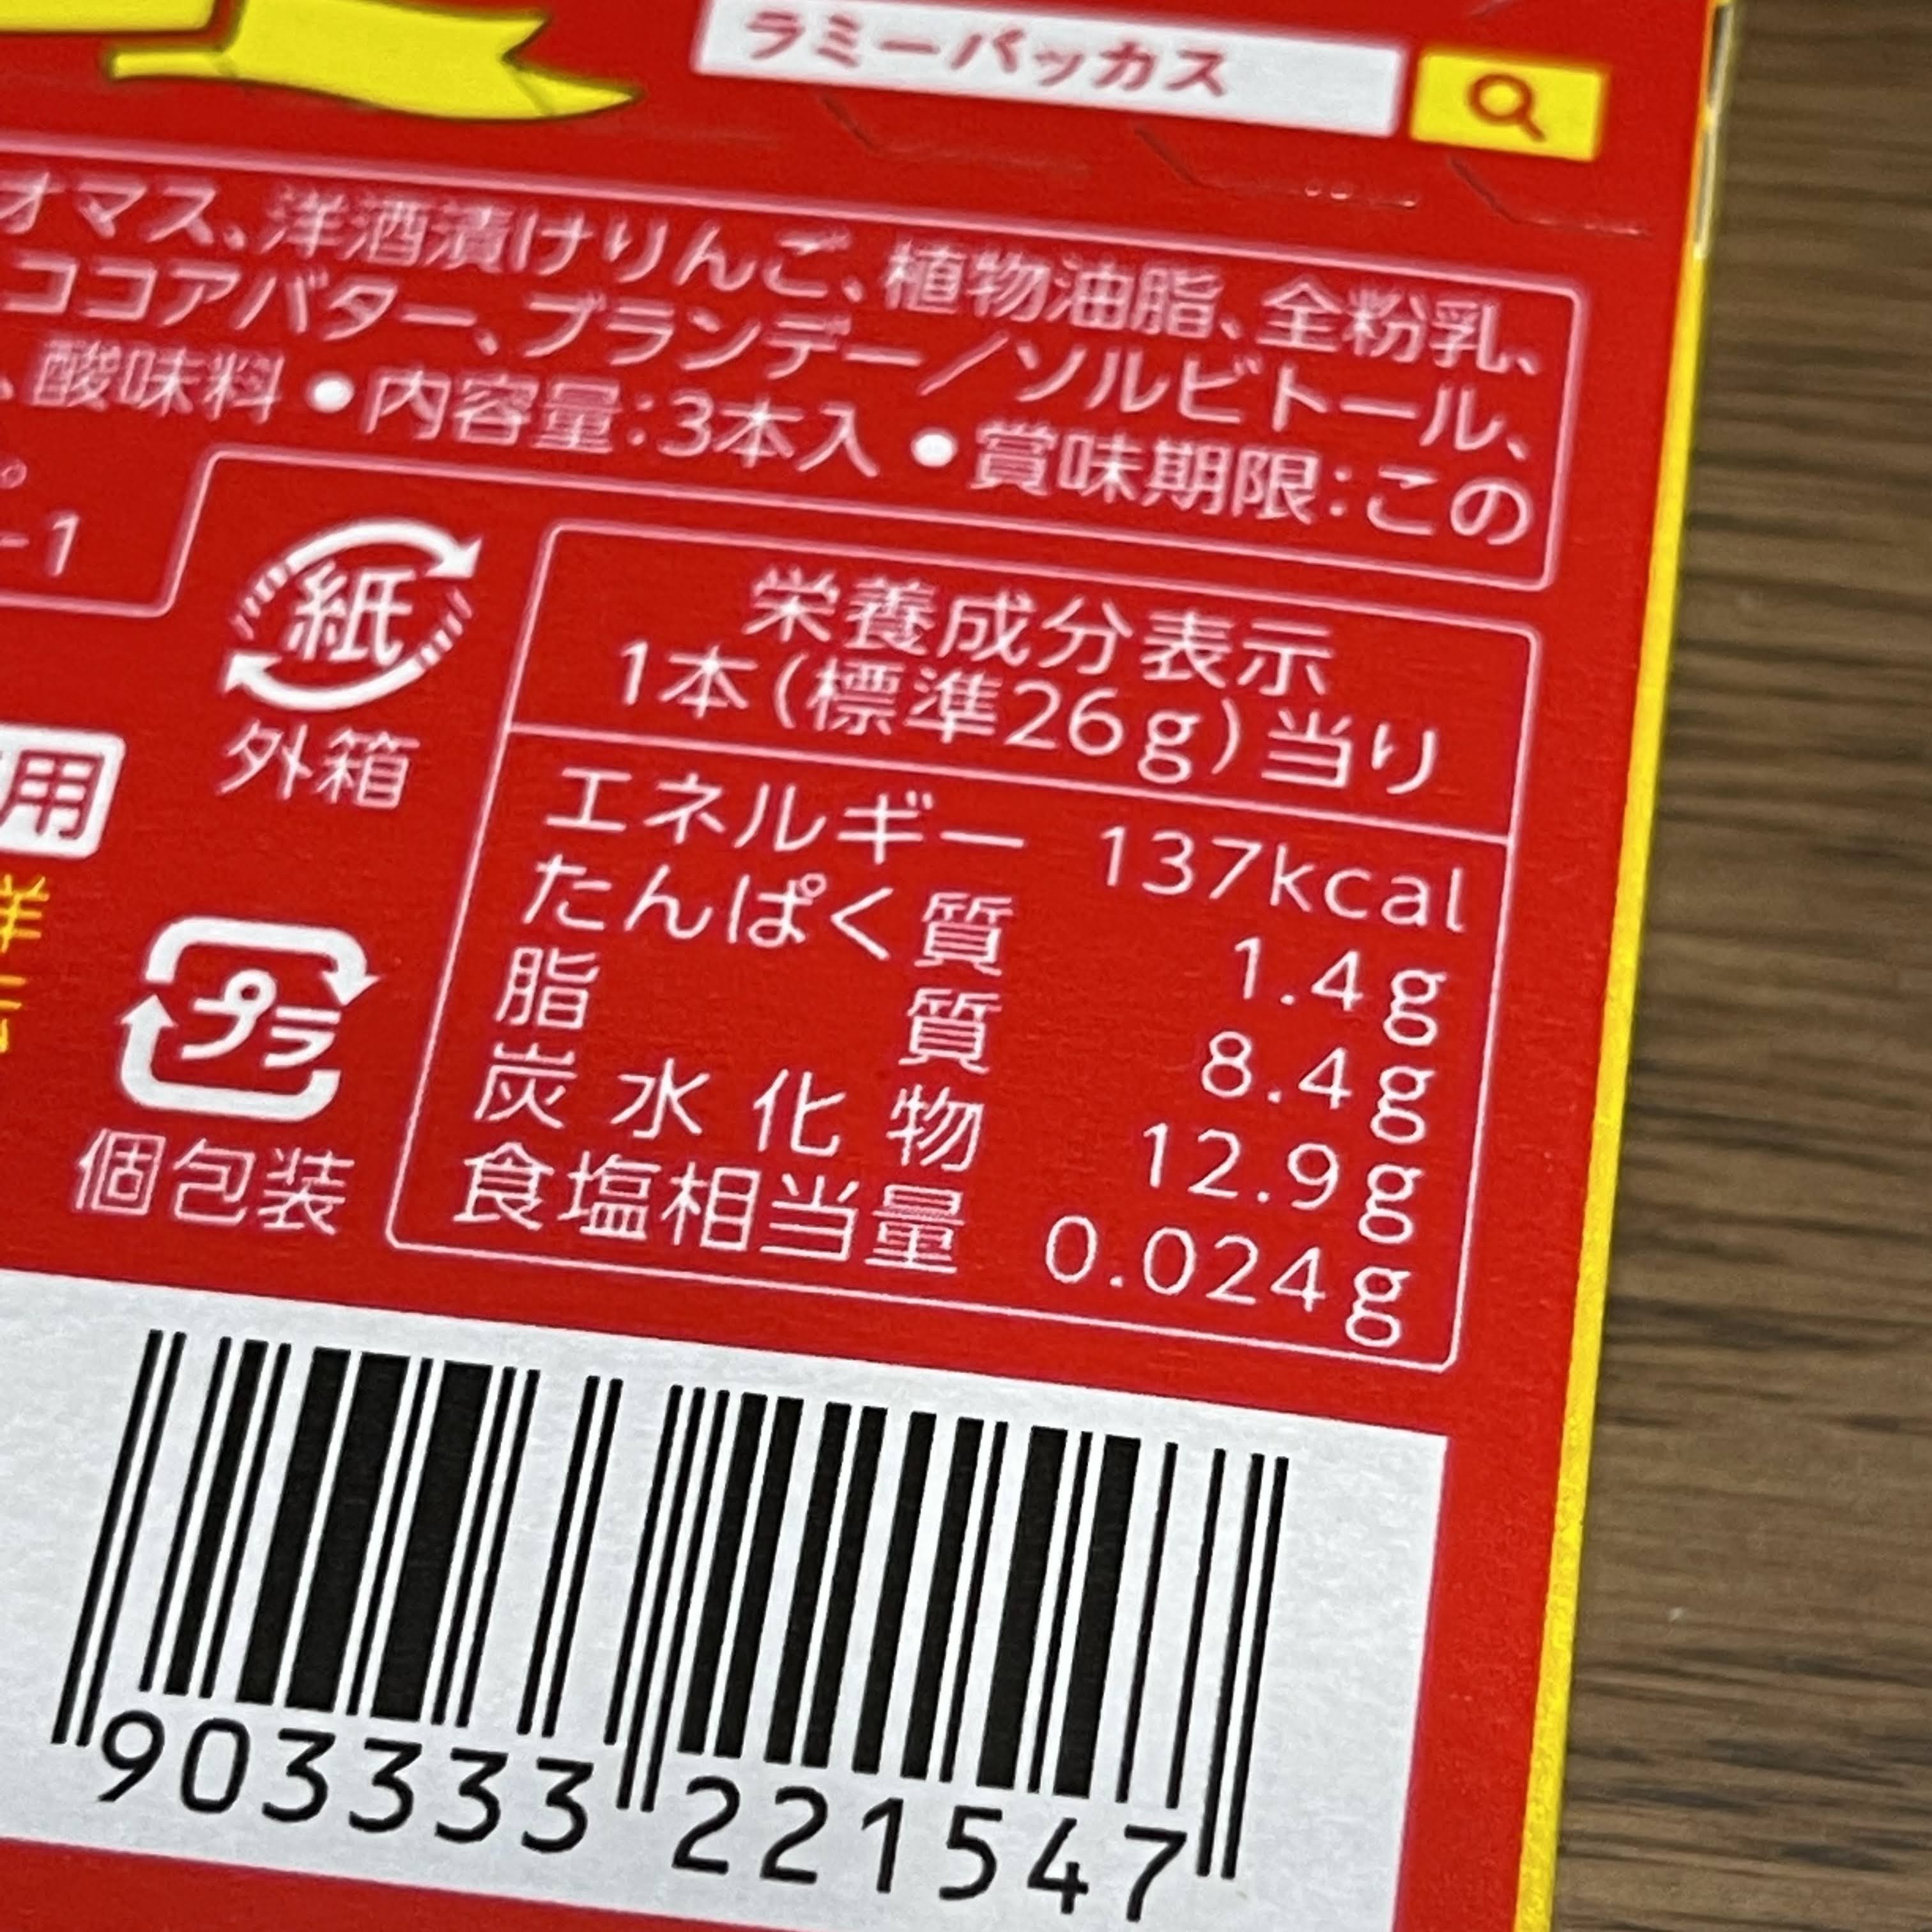 ラミーバッカス
オマス、洋酒漬けりんご、植物油脂、全粉乳、
ココアバター、ブランデー／ソルビトール、
、酸味料●内容量:3本入●賞味期限:この
。
-1
紙
外箱
用
洋
プラ
個包装
栄養成分表示
1本(標準26g)当り
エネルギー 137kcal
たんぱく質 1.4g
脂質 8.4g
炭水化物 12.9g
食塩相当量 0.024g
903333 221547